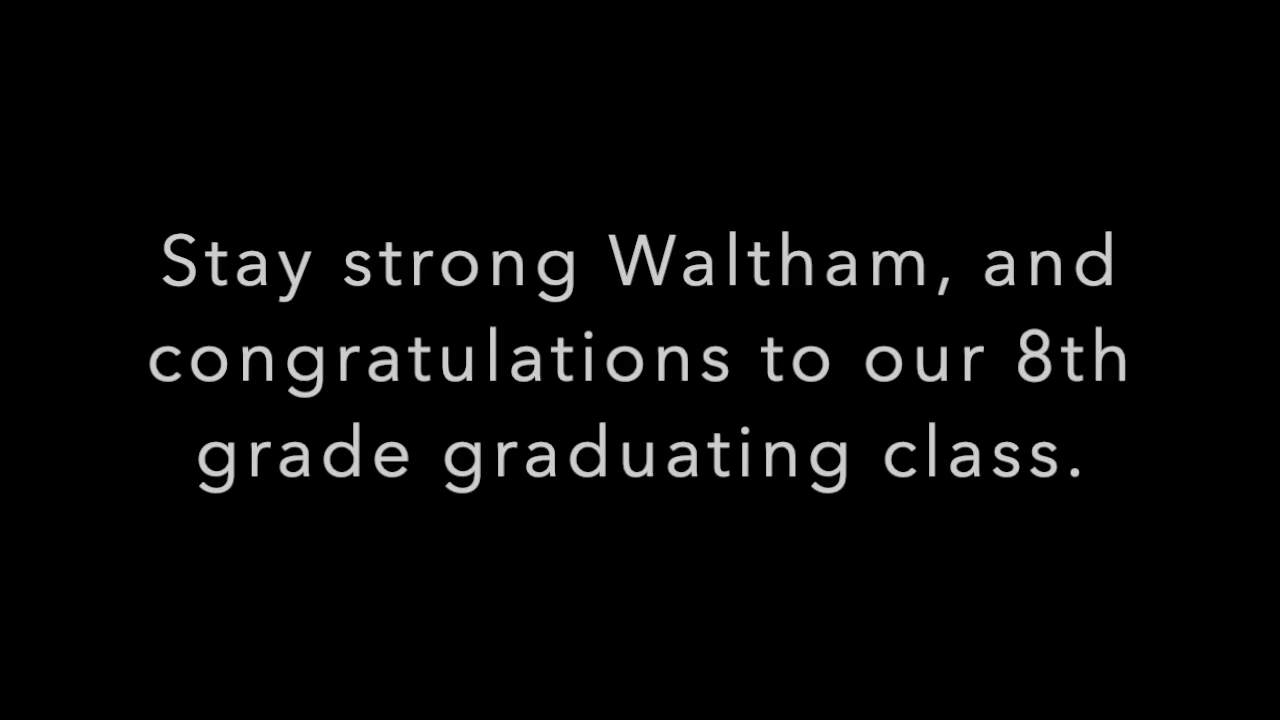 Stay strong Waltham, and
congratulations to our 8th
grade graduating class.